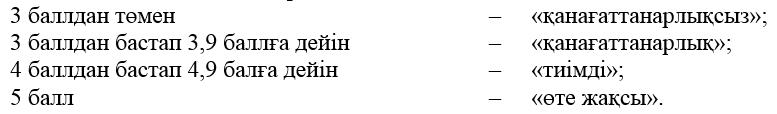 3 баллдан төмен – «қанағаттанарлықсыз»;
3 баллдан бастап 3,9 баллға дейін – «қанағаттанарлық»;
4 баллдан бастап 4,9 балға дейін – «тиімді»;
5 балл – «өте жақсы».